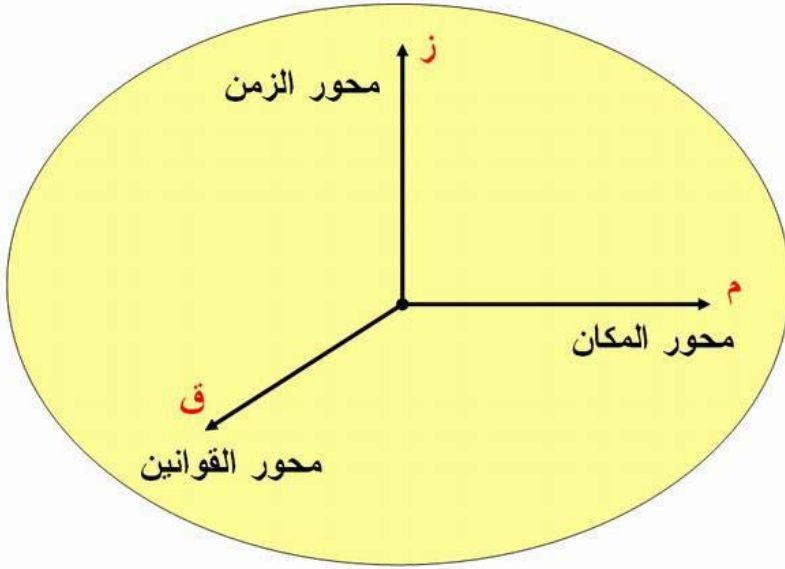 ز
محور الزمن
م
محور المكان
ق
محور القوانين